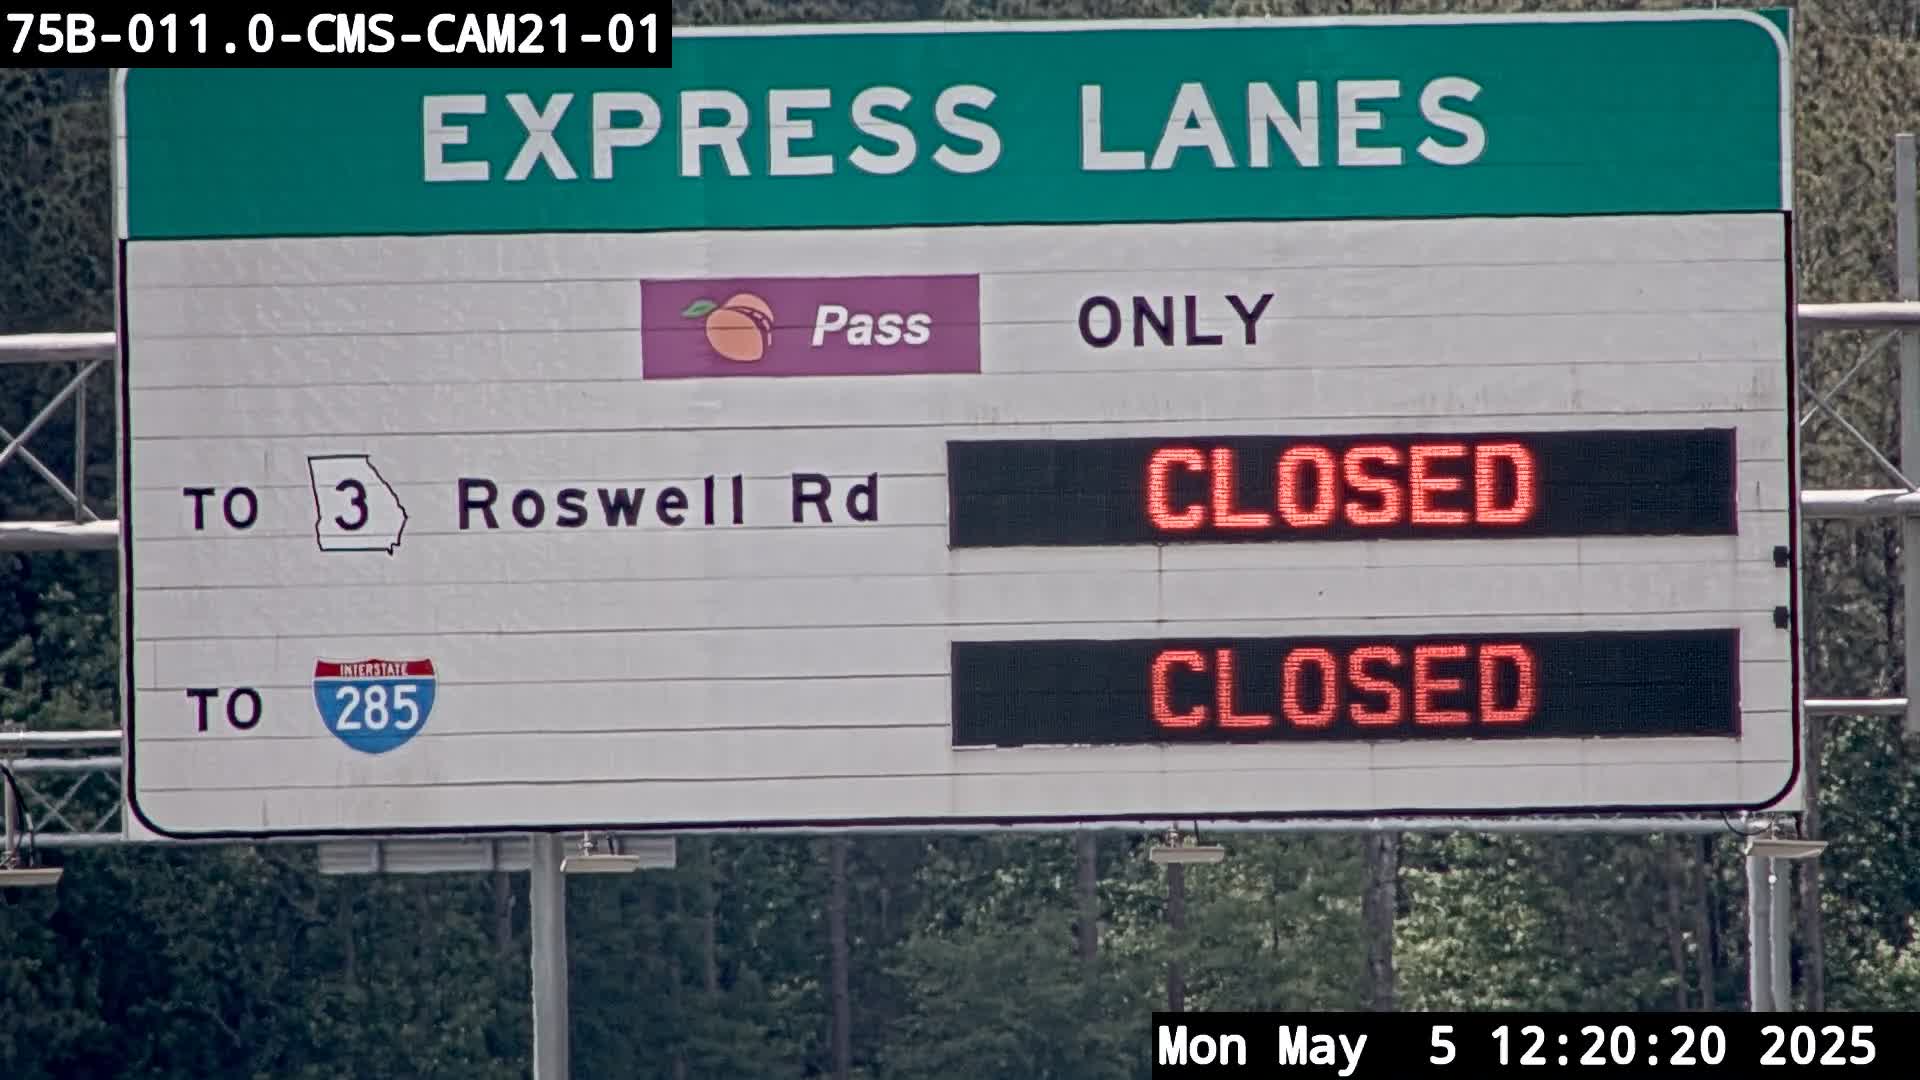 75B-011.0-CMS-CAM21-01
EXPRESS LANES
Pass ONLY
TO 3 Roswell Rd CLOSED
TO INTERSTATE 285 CLOSED
Mon May 5 12:20:20 2025